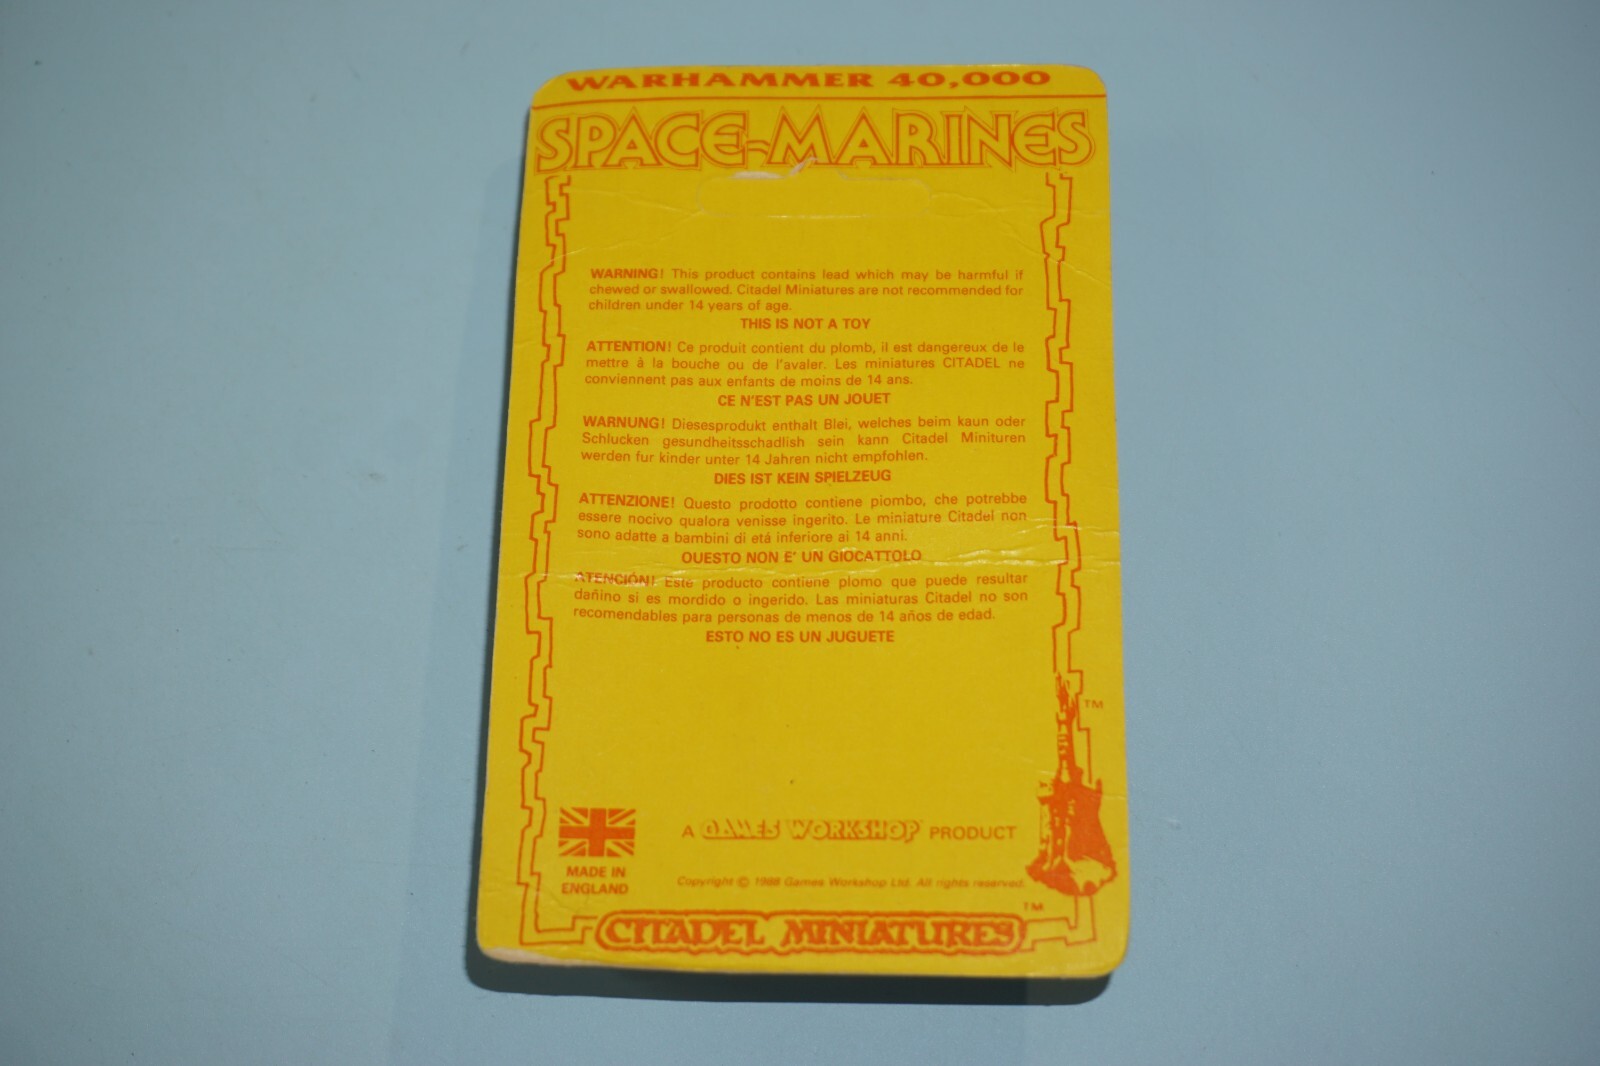 WARHAMMER 40,000
SPACE-MARINES
WARNING! This product contains lead which may be harmful if
chewed or swallowed. Citadel Miniatures are not recommended for
children under 14 years of age.
THIS IS NOT A TOY
ATTENTION! Ce produit contient du plomb, il est dangereux de le
mettre à la bouche ou de l'avaler. Les miniatures CITADEL ne
conviennent pas aux enfants de moins de 14 ans.
CE N'EST PAS UN JOUET
WARNUNG! Diesesprodukt enthalt Blei, welches beim kaun oder
Schlucken gesundheitsschadlish sein kann Citadel Minituren
werden fur kinder unter 14 Jahren nicht empfohlen.
DIES IST KEIN SPIELZEUG
ATTENZIONE! Questo prodotto contiene piombo, che potrebbe
essere nocivo qualora venisse ingerito. Le miniature Citadel non
sono adatte a bambini di etá inferiore ai 14 anni.
QUESTO NON E' UN GIOCATTOLO
ATENCIÓN! Este producto contiene plomo que puede resultar
dañino si es mordido o ingerido. Las miniaturas Citadel no son
recomendables para personas de menos de 14 años de edad.
ESTO NO ES UN JUGUETE
TM
A GAMES WORKSHOP PRODUCT
MADE IN
ENGLAND
Copyright © 1988 Games Workshop Ltd. All rights reserved.
TM
CITADEL MINIATURES